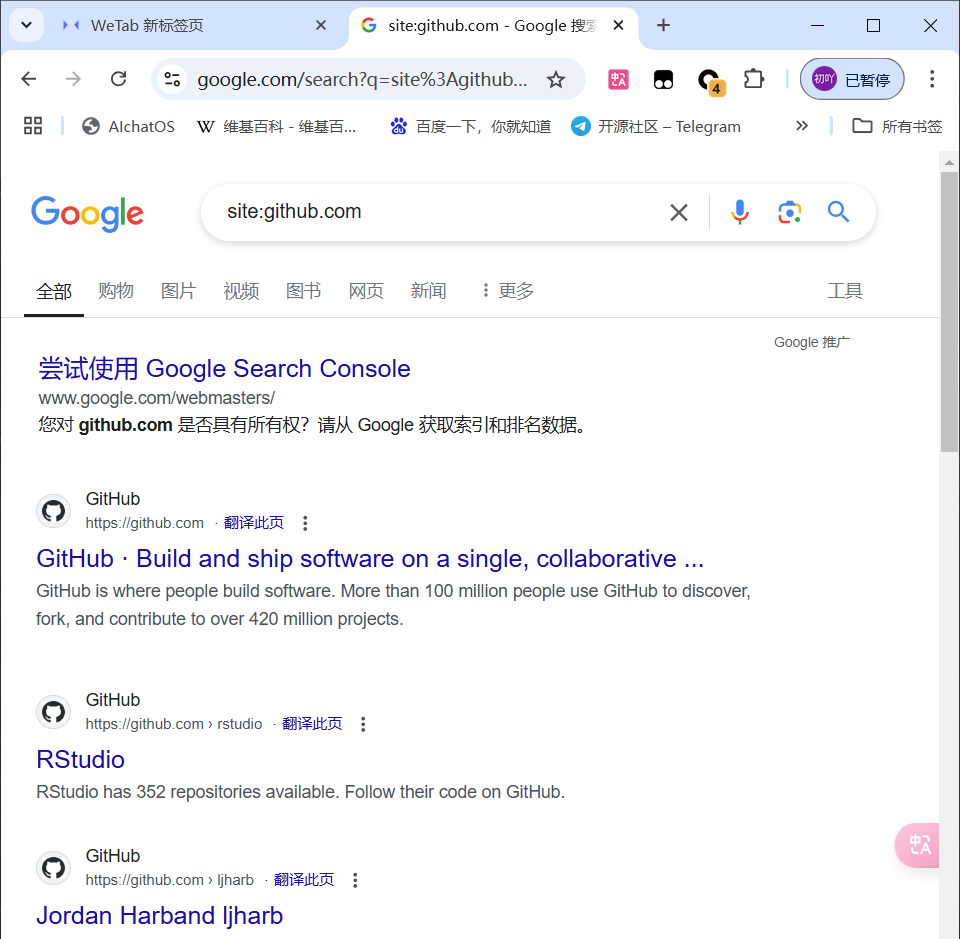 WeTab 新标签页
site:github.com - Google 搜索
google.com/search?q=site%3Agithub...
4
初吖
已暂停
AIchatOS
W 维基百科 - 维基百...
百度一下，你就知道
开源社区 – Telegram
所有书签
Google
site:github.com
全部 购物 图片 视频 图书 网页 新闻 更多 工具
Google 推广
尝试使用 Google Search Console
www.google.com/webmasters/
您对 github.com 是否具有所有权？请从 Google 获取索引和排名数据。
GitHub
https://github.com · 翻译此页
GitHub · Build and ship software on a single, collaborative ...
GitHub is where people build software. More than 100 million people use GitHub to discover,
fork, and contribute to over 420 million projects.
GitHub
https://github.com › rstudio · 翻译此页
RStudio
RStudio has 352 repositories available. Follow their code on GitHub.
中A
GitHub
https://github.com › ljharb · 翻译此页
Jordan Harband ljharb